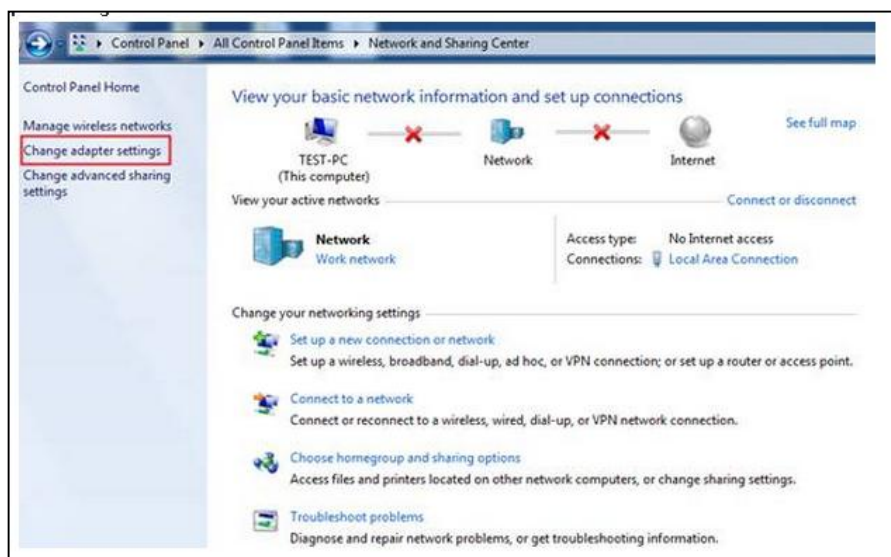 Control Panel ▸ All Control Panel Items ▸ Network and Sharing Center
Control Panel Home
Manage wireless networks
Change adapter settings
Change advanced sharing
settings
View your basic network information and set up connections
See full map
TEST-PC
(This computer)
Network
Internet
View your active networks
Connect or disconnect
Network
Work network
Access type: No Internet access
Connections: Local Area Connection
Change your networking settings
Set up a new connection or network
Set up a wireless, broadband, dial-up, ad hoc, or VPN connection; or set up a router or access point.
Connect to a network
Connect or reconnect to a wireless, wired, dial-up, or VPN network connection.
Choose homegroup and sharing options
Access files and printers located on other network computers, or change sharing settings.
Troubleshoot problems
Diagnose and repair network problems, or get troubleshooting information.